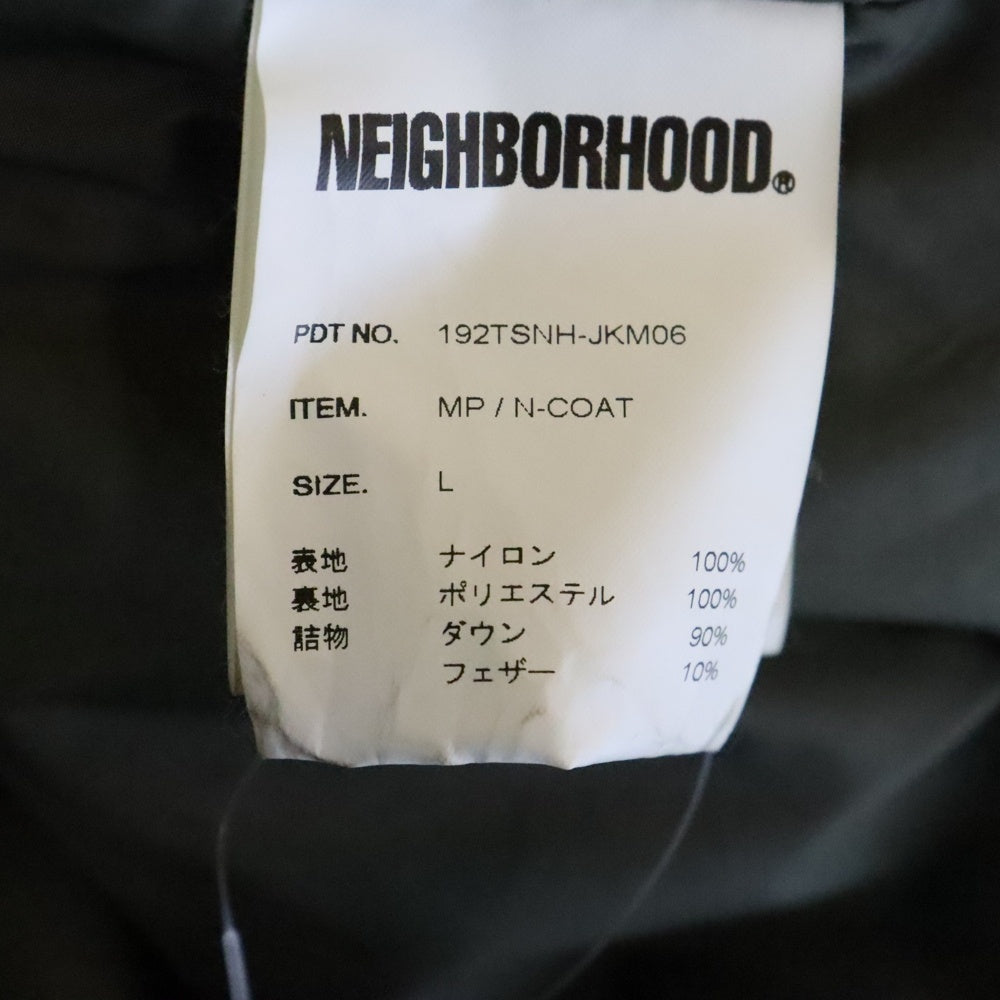 NEIGHBORHOOD®
PDT NO. 192TSNH-JKM06
ITEM. MP / N-COAT
SIZE. L
表地 ナイロン 100%
裏地 ポリエステル 100%
詰物 ダウン 90%
フェザー 10%